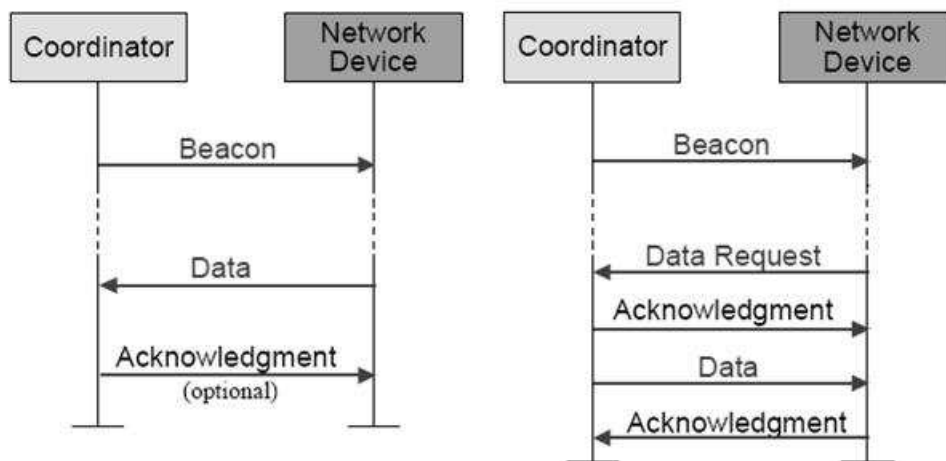 Coordinator
Network
Device
Beacon
Data
Acknowledgment
(optional)
Coordinator
Network
Device
Beacon
Data Request
Acknowledgment
Data
Acknowledgment